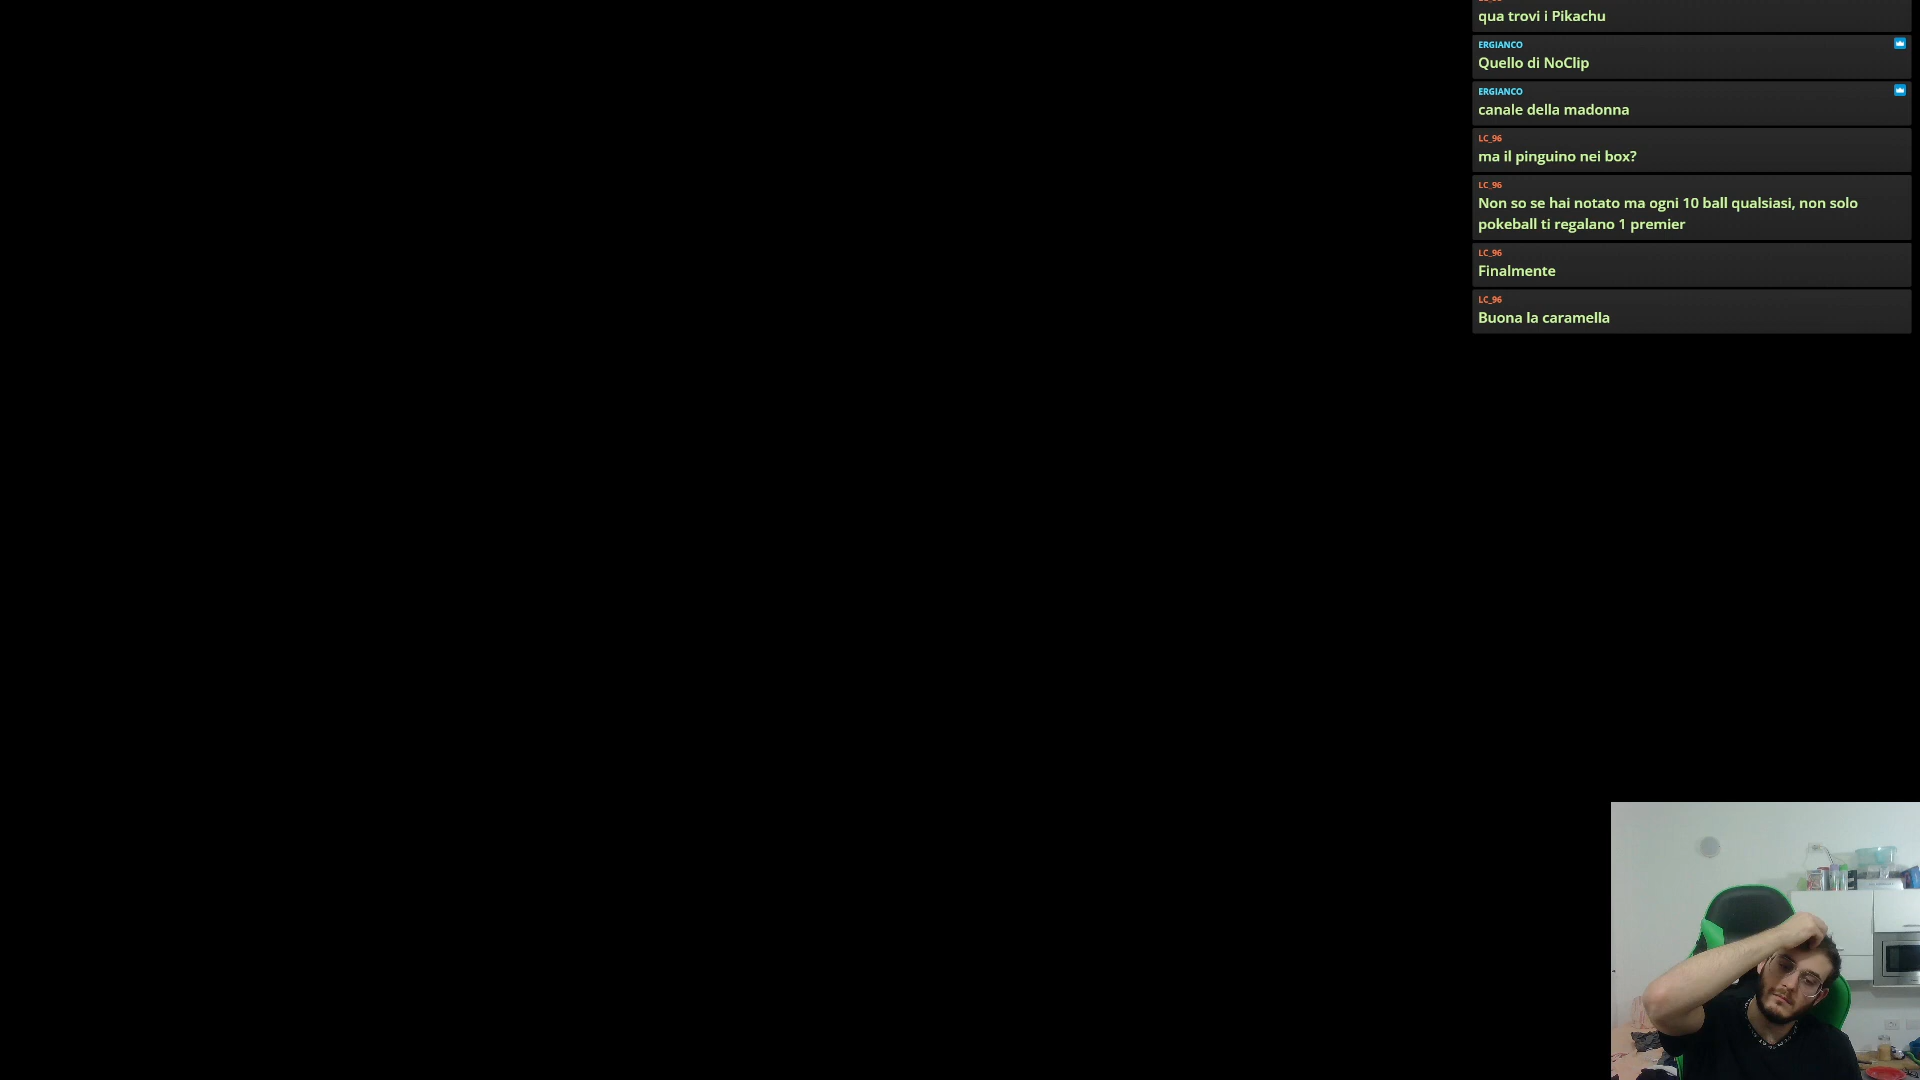 qua trovi i Pikachu
ERGIANCO
Quello di NoClip
ERGIANCO
canale della madonna
LC_96
ma il pinguino nei box?
LC_96
Non so se hai notato ma ogni 10 ball qualsiasi, non solo
pokeball ti regalano 1 premier
LC_96
Finalmente
LC_96
Buona la caramella